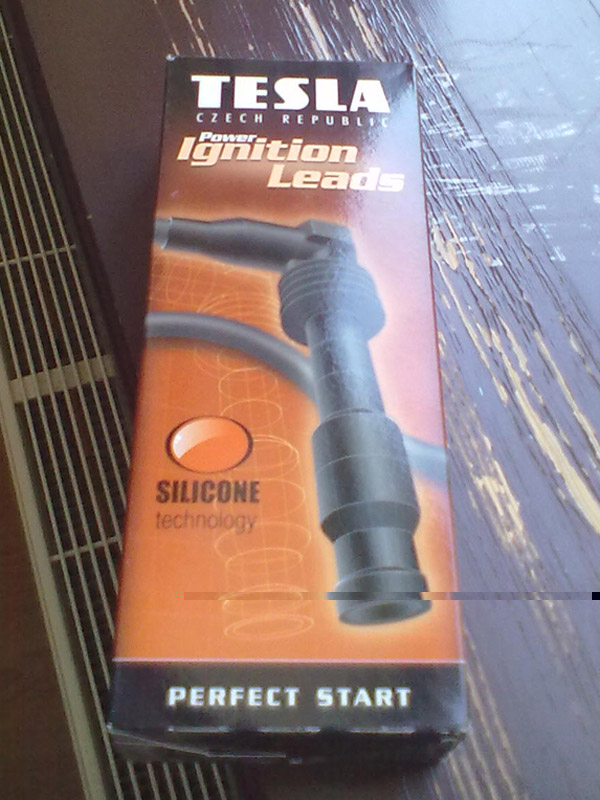 TESLA
CZECH REPUBLIC
Power
Ignition
Leads
SILICONE
technology
PERFECT START